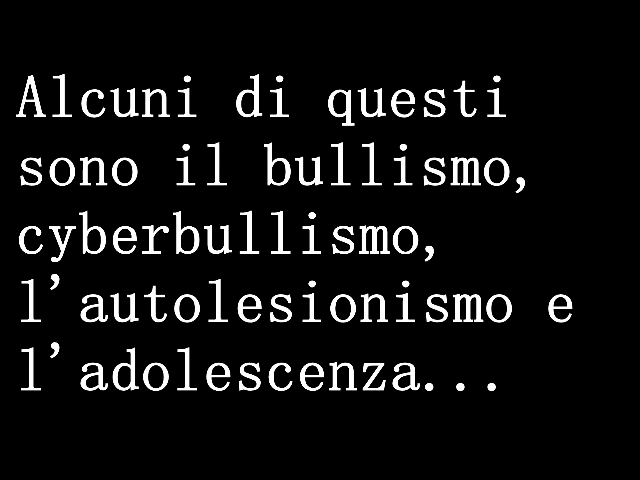 Alcuni di questi
sono il bullismo,
cyberbullismo,
l'autolesionismo e
l'adolescenza...